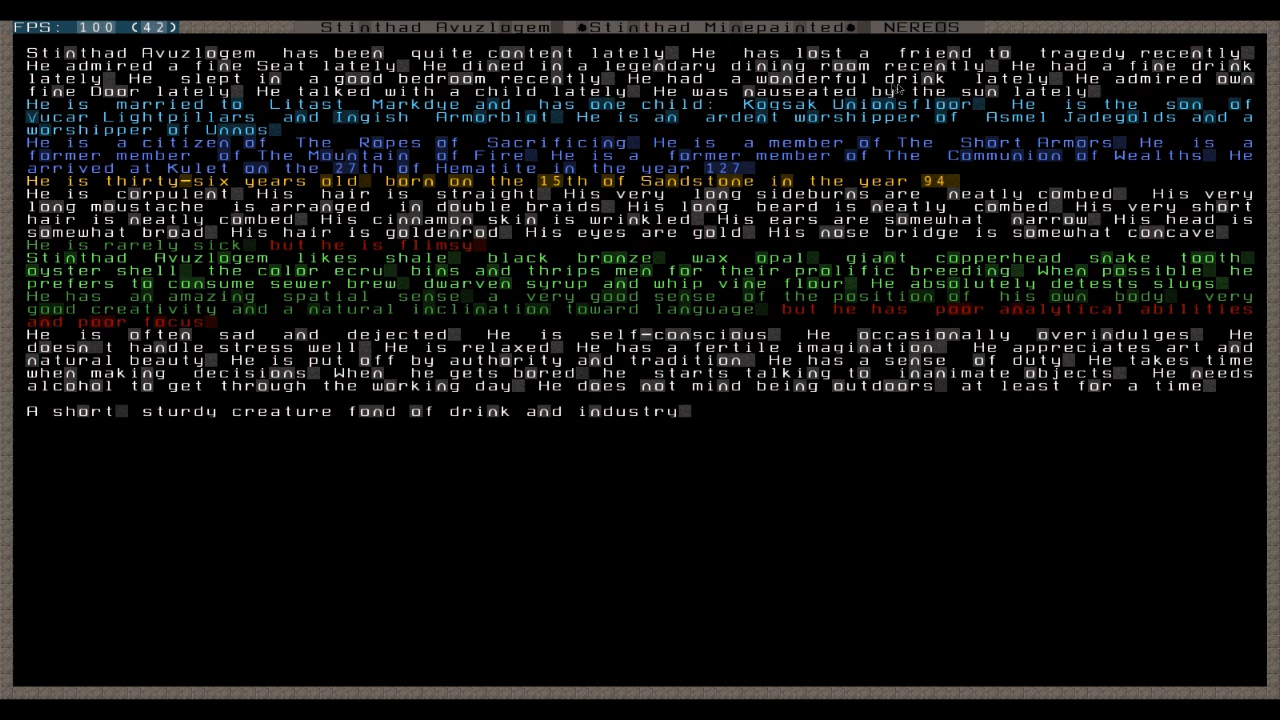 FPS: 100 (42) Stinthad Avuzlogem ☼Stinthad Minepainted☼ NEREOS
Stinthad Avuzlogem has been quite content lately. He has lost a friend to tragedy recently.
He admired a fine Seat lately. He dined in a legendary dining room recently. He had a fine drink
lately. He slept in a good bedroom recently. He had a wonderful drink lately. He admired own
fine Door lately. He talked with a child lately. He was nauseated by the sun lately.
He is married to Litast Markdye and has one child: Kogsak Unionsfloor. He is the son of
Vucar Lightpillars and Ingish Armorblot. He is an ardent worshipper of Asmel Jadegolds and a
worshipper of Unnos.
He is a citizen of The Ropes of Sacrificing. He is a member of The Short Armors. He is a
former member of The Mountain of Fire. He is a former member of The Communion of Wealths. He
arrived at Kulet on the 27th of Hematite in the year 127.
He is thirty-six years old, born on the 15th of Sandstone in the year 94.
He is corpulent. His hair is straight. His very long sideburns are neatly combed. His very
long moustache is arranged in double braids. His long beard is neatly combed. His very short
hair is neatly combed. His cinnamon skin is wrinkled. His ears are somewhat narrow. His head is
somewhat broad. His hair is goldenrod. His eyes are gold. His nose bridge is somewhat concave.
He is rarely sick, but he is flimsy.
Stinthad Avuzlogem likes shale, black bronze, wax opal, giant copperhead snake tooth,
oyster shell, the color ecru, bins and thrips men for their prolific breeding. When possible, he
prefers to consume sewer brew, dwarven syrup and whip vine flour. He absolutely detests slugs.
He has an amazing spatial sense, a very good sense of the position of his own body, very
good creativity and a natural inclination toward language, but he has poor analytical abilities
and poor focus.
He is often sad and dejected. He is self-conscious. He occasionally overindulges. He
doesn't handle stress well. He is relaxed. He has a fertile imagination. He appreciates art and
natural beauty. He is put off by authority and tradition. He has a sense of duty. He takes time
when making decisions. When he gets bored, he starts talking to inanimate objects. He needs
alcohol to get through the working day. He does not mind being outdoors, at least for a time.
A short, sturdy creature fond of drink and industry.